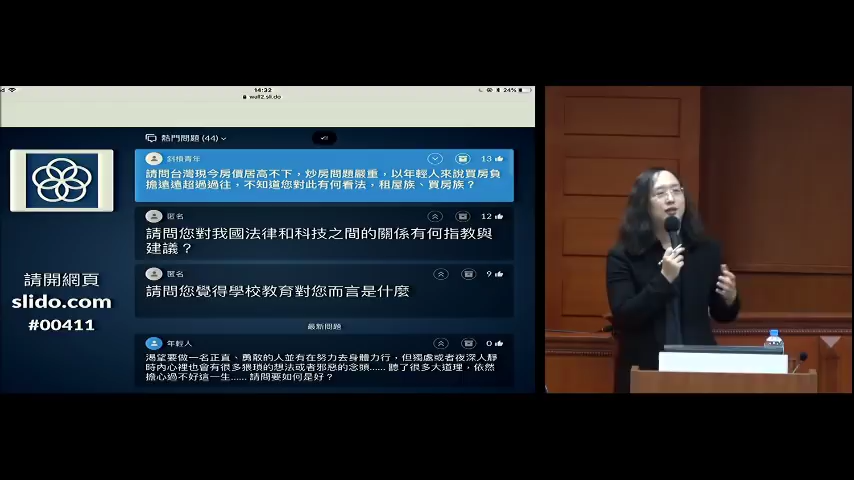 14:32
24%
wall2.sli.do
熱門問題 (44)
斜槓青年
13
請問台灣現今房價居高不下，炒房問題嚴重，以年輕人來說買房負
擔遠遠超過過往，不知道您對此有何看法，租屋族、買房族？
匿名
12
請問您對我國法律和科技之間的關係有何指教與
建議？
匿名
9
請問您覺得學校教育對您而言是什麼
最新問題
年輕人
0
渴望要做一名正直、勇敢的人並有在努力去身體力行，但獨處或者夜深人靜
時內心裡也會有很多猥瑣的想法或者邪惡的念頭…… 聽了很多大道理，依然
擔心過不好這一生…… 請問要如何是好？
請開網頁
slido.com
#00411